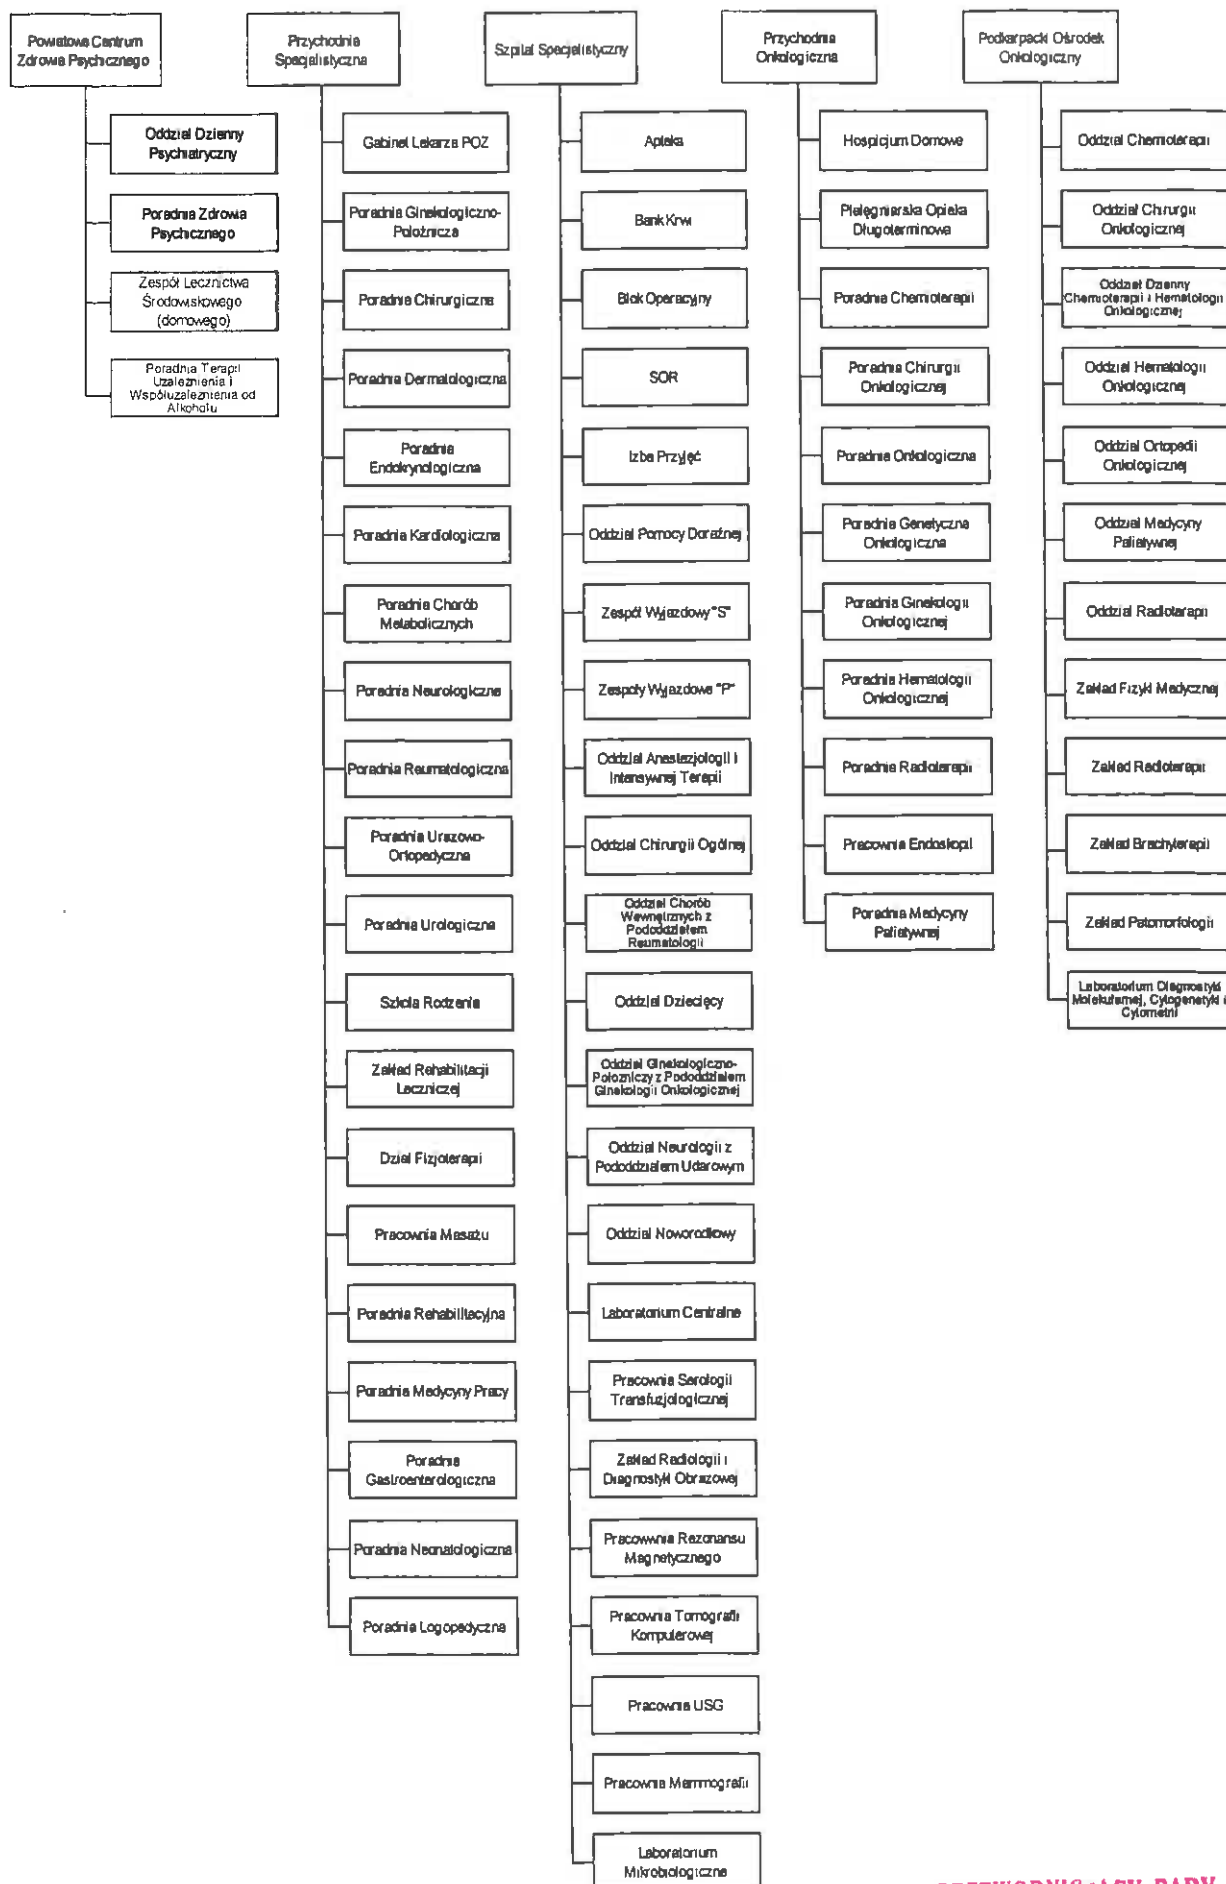 Powiatowe Centrum
Zdrowia Psychicznego
Oddział Dzienny
Psychiatryczny
Poradnia Zdrowia
Psychicznego
Zespół Lecznictwa
Środowiskowego
(domowego)
Poradnia Terapii
Uzależnienia i
Współuzależnienia od
Alkoholu
Przychodnia
Specjalistyczna
Gabinet Lekarza POZ
Poradnia Ginekologiczno-
Położnicza
Poradnia Chirurgiczna
Poradnia Dermatologiczna
Poradnia
Endokrynologiczna
Poradnia Kardiologiczna
Poradnia Chorób
Metabolicznych
Poradnia Neurologiczna
Poradnia Reumatologiczna
Poradnia Urazowo-
Ortopedyczna
Poradnia Urologiczna
Szkoła Rodzenia
Zakład Rehabilitacji
Leczniczej
Dział Fizjoterapii
Pracownia Masażu
Poradnia Rehabilitacyjna
Poradnia Medycyny Pracy
Poradnia
Gastroenterologiczna
Poradnia Neonatologiczna
Poradnia Logopedyczna
Szpital Specjalistyczny
Apteka
Bank Krwi
Blok Operacyjny
SOR
Izba Przyjęć
Oddział Pomocy Doraźnej
Zespół Wyjazdowy "S"
Zespoły Wyjazdowe "P"
Oddział Anestezjologii i
Intensywnej Terapii
Oddział Chirurgii Ogólnej
Oddział Chorób
Wewnętrznych z
Pododdziałem
Reumatologii
Oddział Dziecięcy
Oddział Ginekologiczno-
Położniczy z Pododdziałem
Ginekologii Onkologicznej
Oddział Neurologii z
Pododdziałem Udarowym
Oddział Noworodkowy
Laboratorium Centralne
Pracownia Serologii
Transfuzjologicznej
Zakład Radiologii i
Diagnostyki Obrazowej
Pracowwnia Rezonansu
Magnetycznego
Pracownia Tomografii
Komputerowej
Pracownia USG
Pracownia Mammografii
Laboratorium
Mikrobiologiczne
Przychodnia
Onkologiczna
Hospicjum Domowe
Pielęgniarska Opieka
Długoterminowa
Poradnia Chemioterapii
Poradnia Chirurgii
Onkologicznej
Poradnia Onkologiczna
Poradnia Genetyczna
Onkologiczna
Poradnia Ginekologii
Onkologicznej
Poradnia Hematologii
Onkologicznej
Poradnia Radioterapii
Pracownia Endoskopii
Poradnia Medycyny
Paliatywnej
Podkarpacki Ośrodek
Onkologiczny
Oddział Chemioterapii
Oddział Chirurgii
Onkologicznej
Oddział Dzienny
Chemioterapii i Hematologii
Onkologicznej
Oddział Hematologii
Onkologicznej
Oddział Ortopedii
Onkologicznej
Oddział Medycyny
Paliatywnej
Oddział Radioterapii
Zakład Fizyki Medycznej
Zakład Radioterapii
Zakład Brachyterapii
Zakład Patomorfologii
Laboratorium Diagnostyki
Molekularnej, Cytogenetyki i
Cytometrii